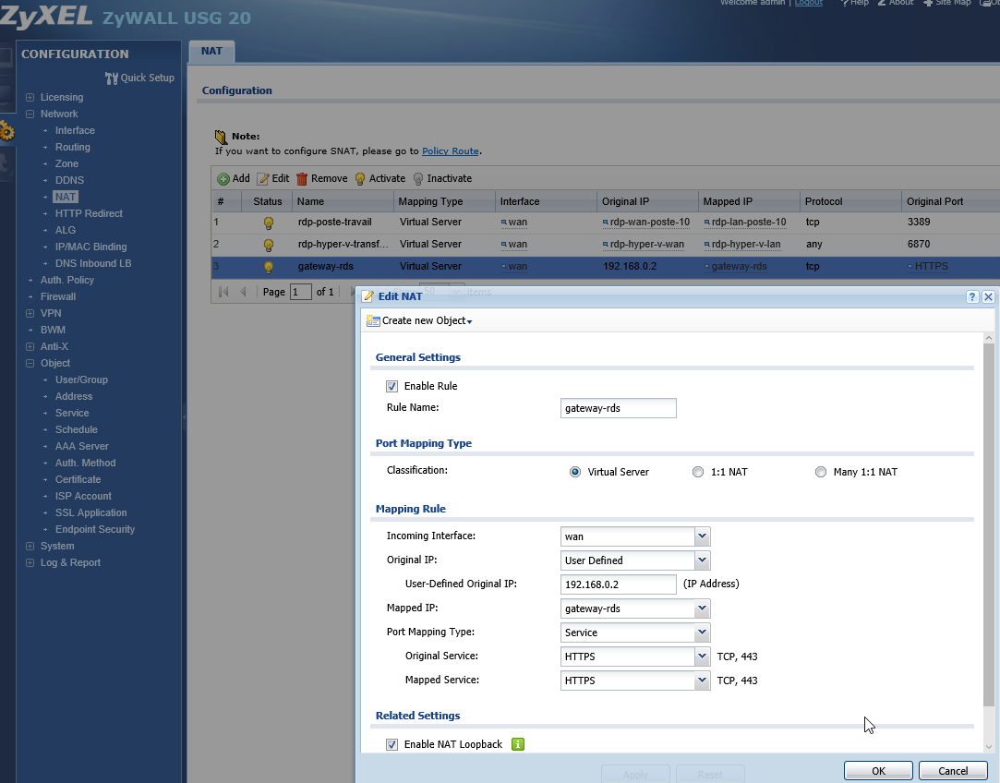 ZyXEL ZyWALL USG 20
Welcome admin | Logout ? Help About Site Map
CONFIGURATION
Quick Setup
Licensing
Network
Interface
Routing
Zone
DDNS
NAT
HTTP Redirect
ALG
IP/MAC Binding
DNS Inbound LB
Auth. Policy
Firewall
VPN
BWM
Anti-X
Object
User/Group
Address
Service
Schedule
AAA Server
Auth. Method
Certificate
ISP Account
SSL Application
Endpoint Security
System
Log & Report
NAT
Configuration
Note:
If you want to configure SNAT, please go to Policy Route.
Add Edit Remove Activate Inactivate
# Status Name Mapping Type Interface Original IP Mapped IP Protocol Original Port
1 rdp-poste-travail Virtual Server wan rdp-wan-poste-10 rdp-lan-poste-10 tcp 3389
2 rdp-hyper-v-transf... Virtual Server wan rdp-hyper-v-wan rdp-hyper-v-lan any 6870
3 gateway-rds Virtual Server wan 192.168.0.2 gateway-rds tcp HTTPS
Page 1 of 1 50 items
Edit NAT
Create new Object
General Settings
Enable Rule
Rule Name: gateway-rds
Port Mapping Type
Classification: Virtual Server 1:1 NAT Many 1:1 NAT
Mapping Rule
Incoming Interface: wan
Original IP: User Defined
User-Defined Original IP: 192.168.0.2 (IP Address)
Mapped IP: gateway-rds
Port Mapping Type: Service
Original Service: HTTPS TCP, 443
Mapped Service: HTTPS TCP, 443
Related Settings
Enable NAT Loopback
OK Cancel
Apply Reset